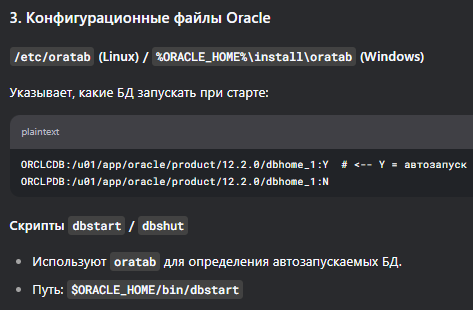 3. Конфигурационные файлы Oracle
/etc/oratab (Linux) / %ORACLE_HOME%\install\oratab (Windows)
Указывает, какие БД запускать при старте:
plaintext
ORCLCDB:/u01/app/oracle/product/12.2.0/dbhome_1:Y  # <-- Y = автозапуск
ORCLPDB:/u01/app/oracle/product/12.2.0/dbhome_1:N
Скрипты dbstart / dbshut
• Используют oratab для определения автозапускаемых БД.
• Путь: $ORACLE_HOME/bin/dbstart